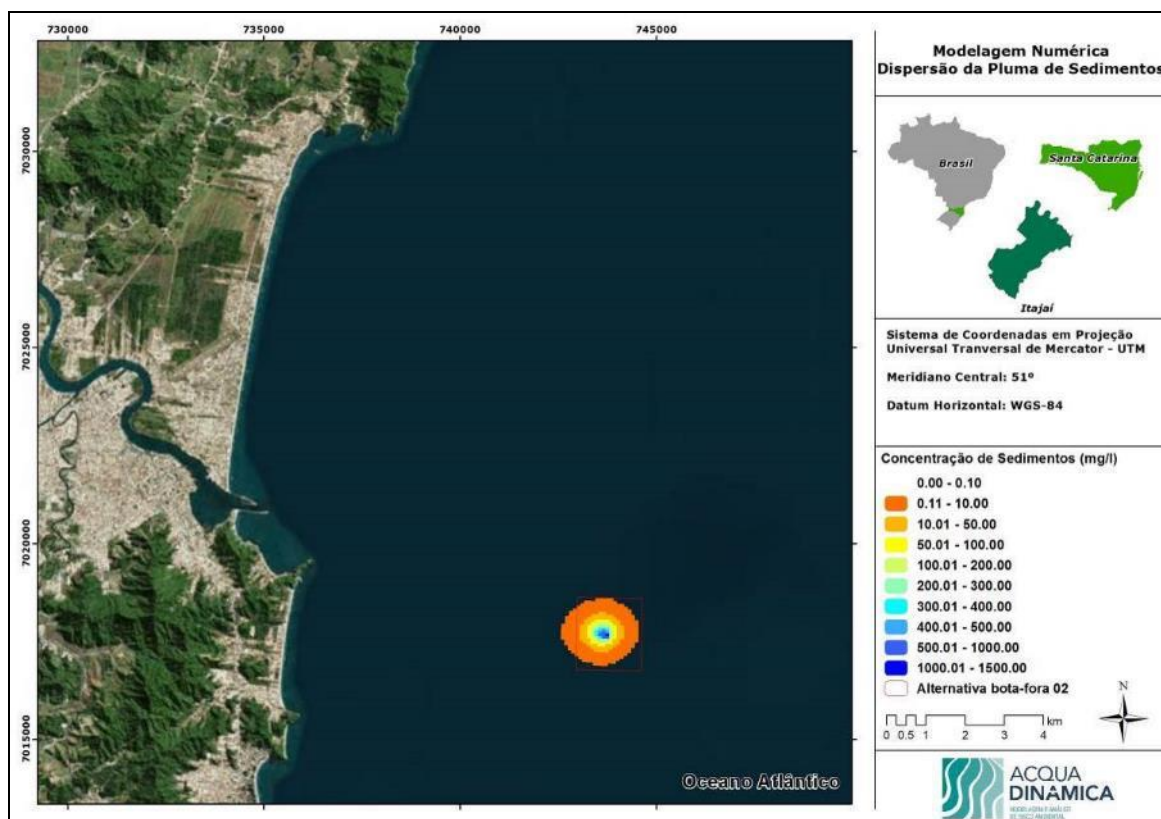 730000
735000
740000
745000
7030000
7025000
7020000
7015000
Oceano Atlântico
Modelagem Numérica
Dispersão da Pluma de Sedimentos
Brasil
Santa Catarina
Itajaí
Sistema de Coordenadas em Projeção
Universal Tranversal de Mercator - UTM
Meridiano Central: 51º
Datum Horizontal: WGS-84
Concentração de Sedimentos (mg/l)
0.00 - 0.10
0.11 - 10.00
10.01 - 50.00
50.01 - 100.00
100.01 - 200.00
200.01 - 300.00
300.01 - 400.00
400.01 - 500.00
500.01 - 1000.00
1000.01 - 1500.00
Alternativa bota-fora 02
N
0 0.5 1 2 3 4 km
ACQUA
DINÂMICA